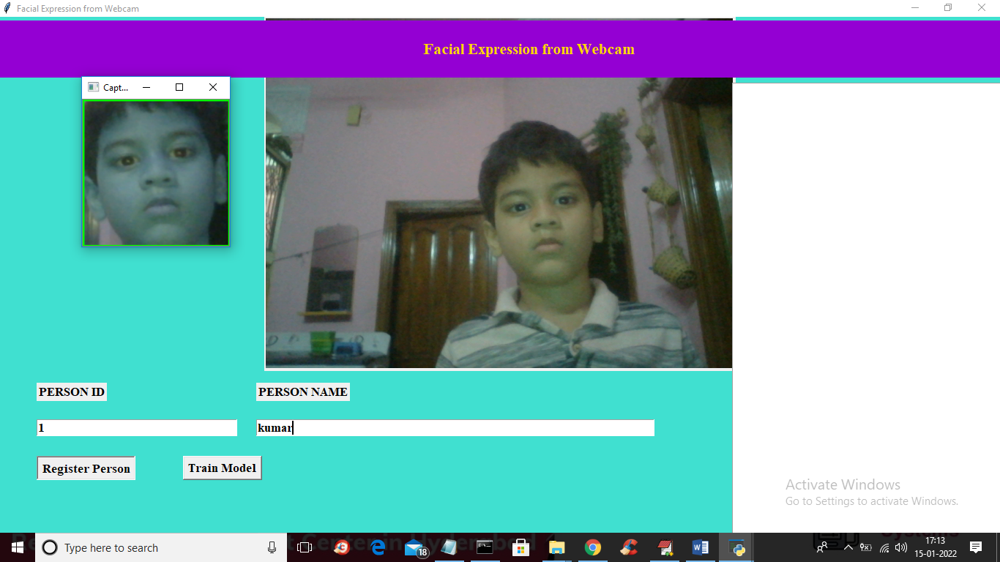 Facial Expression from Webcam
Facial Expression from Webcam
Capt...
PERSON ID
PERSON NAME
1
kumar
Register Person
Train Model
Activate Windows
Go to Settings to activate Windows.
Type here to search
18
17:13
15-01-2022